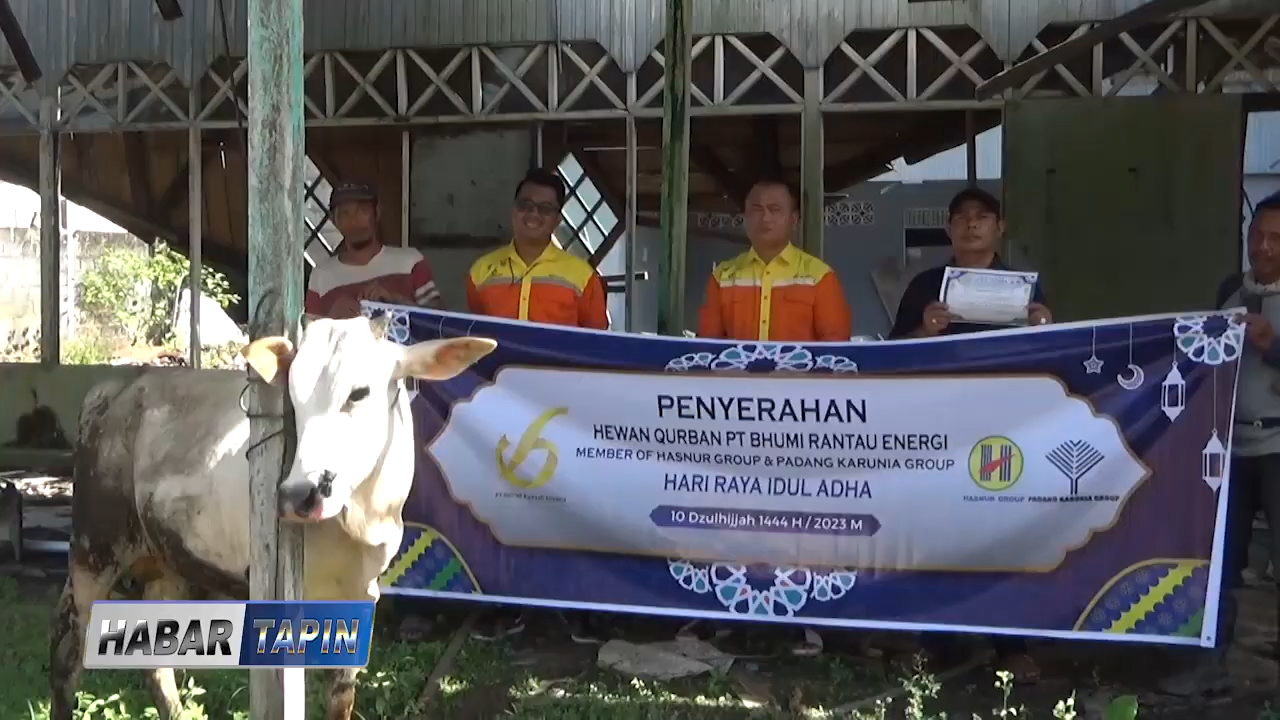 PENYERAHAN
HEWAN QURBAN PT BHUMI RANTAU ENERGI
MEMBER OF HASNUR GROUP & PADANG KARUNIA GROUP
HARI RAYA IDUL ADHA
10 Dzulhijjah 1444 H / 2023 M
HASNUR GROUP PADANG KARUNIA GROUP
HABAR TAPIN